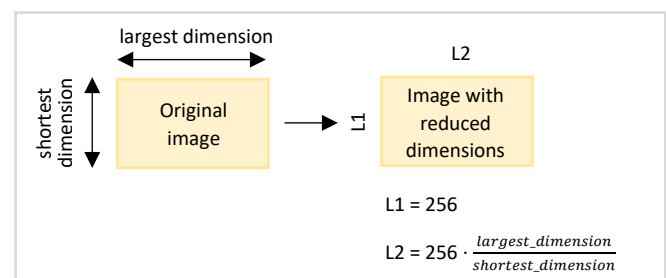 largest dimension
shortest
dimension
Original
image
L1
L2
Image with
reduced
dimensions
L1 = 256
L2 = 256 · largest_dimension / shortest_dimension